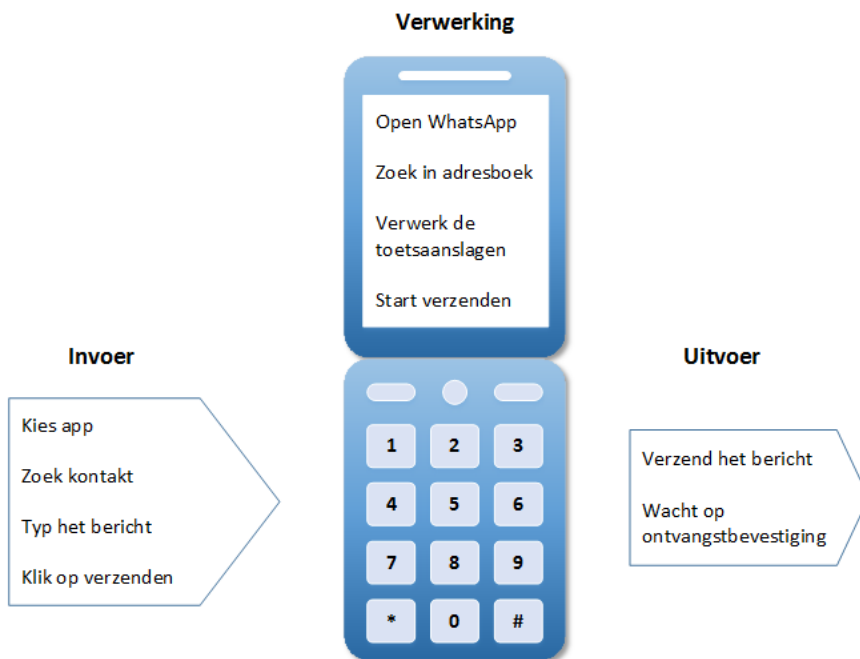 Verwerking
Open WhatsApp
Zoek in adresboek
Verwerk de
toetsaanslagen
Start verzenden
Invoer
Kies app
Zoek kontakt
Typ het bericht
Klik op verzenden
1 2 3
4 5 6
7 8 9
* 0 #
Uitvoer
Verzend het bericht
Wacht op
ontvangstbevestiging